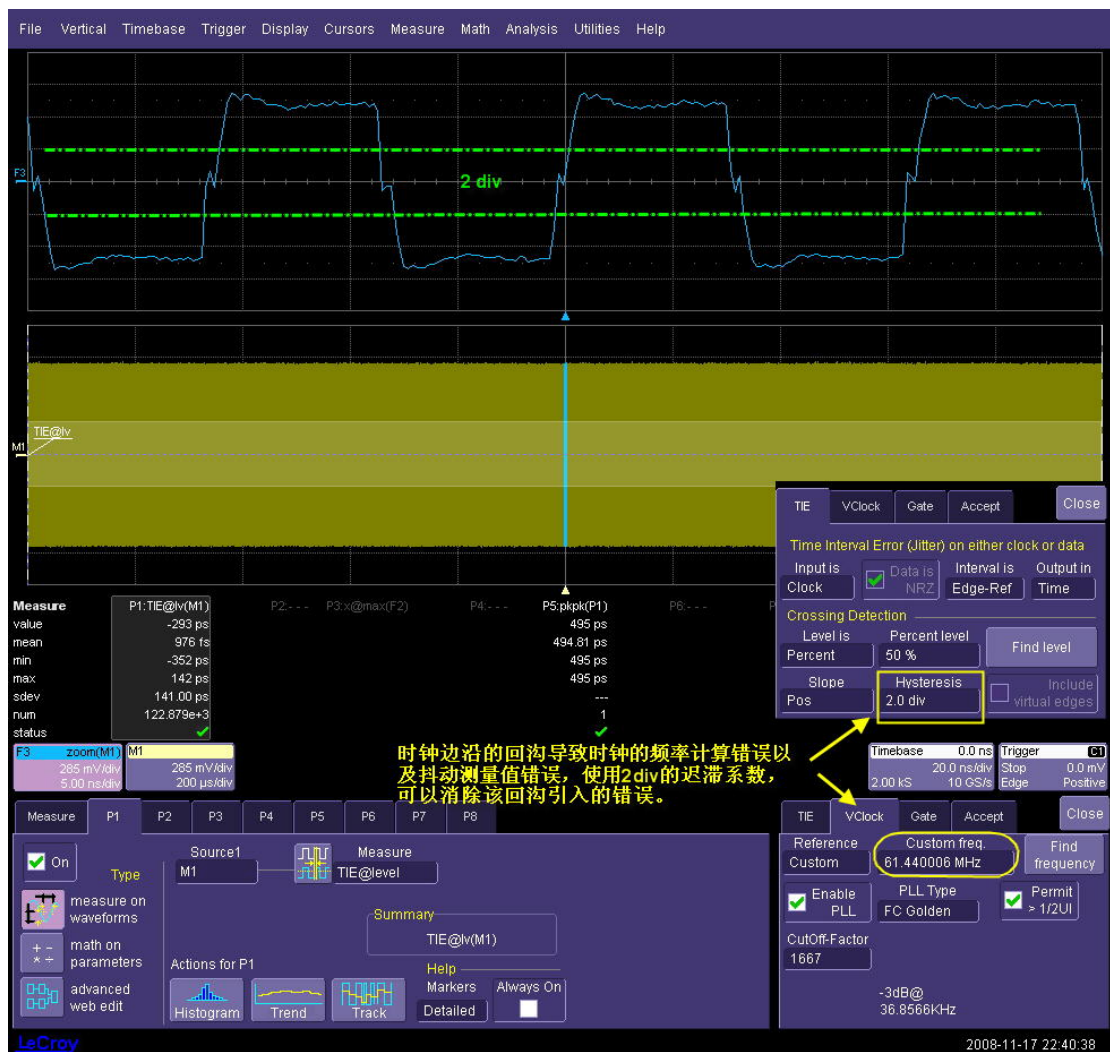 File Vertical Timebase Trigger Display Cursors Measure Math Analysis Utilities Help
F3
2 div
TIE@lv
M1
TIE VClock Gate Accept Close
Time Interval Error (Jitter) on either clock or data
Input is Data is Interval is Output in
Clock NRZ Edge-Ref Time
Crossing Detection
Level is Percent level Find level
Percent 50 %
Slope Hysteresis Include
Pos 2.0 div virtual edges
Measure P1:TIE@lv(M1) P2:--- P3:x@max(F2) P4:--- P5:pkpk(P1) P6:---
value -293 ps 495 ps
mean 976 fs 494.81 ps
min -352 ps 495 ps
max 142 ps 495 ps
sdev 141.00 ps ---
num 122.879e+3 1
status
F3 zoom(M1) M1
285 mV/div 285 mV/div
5.00 ns/div 200 µs/div
时钟边沿的回沟导致时钟的频率计算错误以
及抖动测量值错误，使用2div的迟滞系数，
可以消除该回沟引入的错误。
Timebase 0.0 ns Trigger C1
20.0 ns/div Stop 0.0 mV
2.00 kS 10 GS/s Edge Positive
Measure P1 P2 P3 P4 P5 P6 P7 P8
On
Type
Source1 Measure
M1 TIE@level
measure on
waveforms
math on
parameters
advanced
web edit
Summary
TIE@lv(M1)
Actions for P1
Histogram Trend Track
Help
Markers Always On
Detailed
TIE VClock Gate Accept Close
Reference Custom freq. Find
Custom 61.440006 MHz frequency
Enable PLL Type Permit
PLL FC Golden > 1/2UI
CutOff-Factor
1667
-3dB@
36.8566KHz
LeCroy
2008-11-17 22:40:38